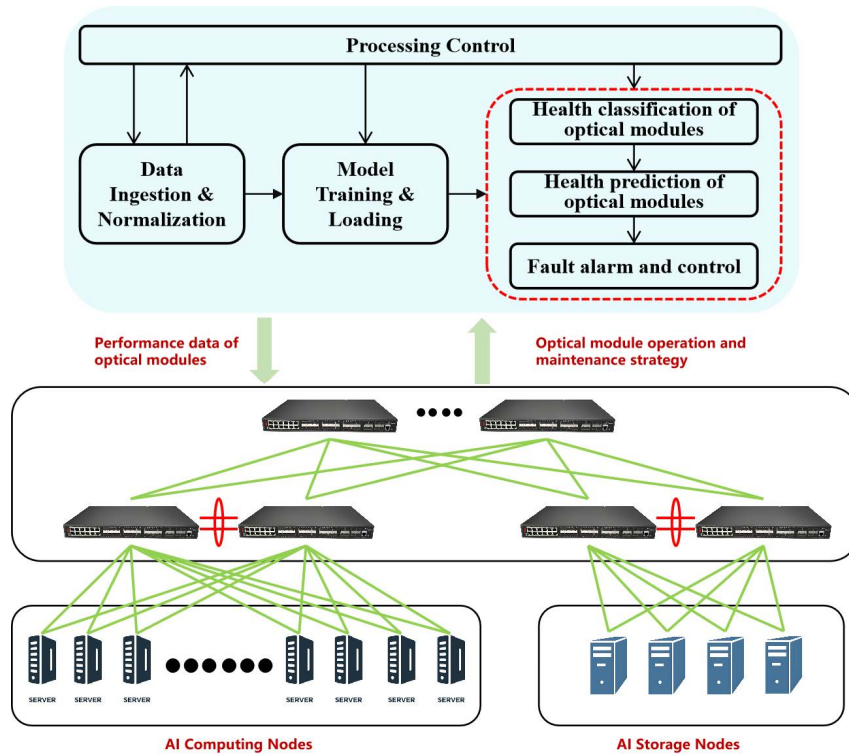 Processing Control
Data
Ingestion &
Normalization
Model
Training &
Loading
Health classification of
optical modules
Health prediction of
optical modules
Fault alarm and control
Performance data of
optical modules
Optical module operation and
maintenance strategy
SERVER
SERVER
SERVER
SERVER
SERVER
SERVER
SERVER
AI Computing Nodes
AI Storage Nodes